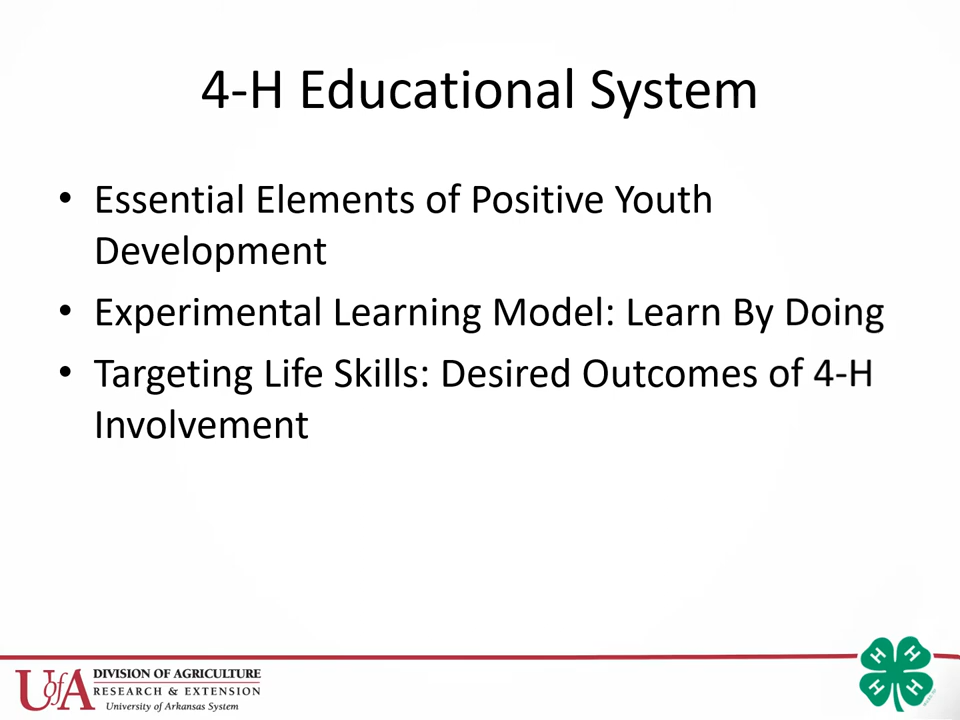 4-H Educational System
• Essential Elements of Positive Youth
Development
• Experimental Learning Model: Learn By Doing
• Targeting Life Skills: Desired Outcomes of 4-H
Involvement
UofA DIVISION OF AGRICULTURE
RESEARCH & EXTENSION
University of Arkansas System
H H
H H